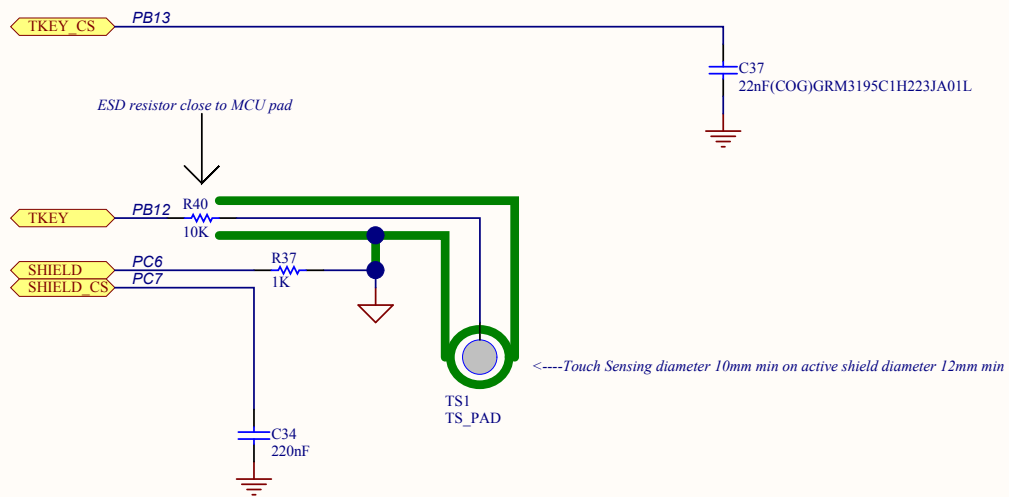 TKEY_CS
PB13
C37
22nF(COG)GRM3195C1H223JA01L
ESD resistor close to MCU pad
TKEY
PB12
R40
10K
SHIELD
PC6
R37
1K
SHIELD_CS
PC7
<----Touch Sensing diameter 10mm min on active shield diameter 12mm min
TS1
TS_PAD
C34
220nF